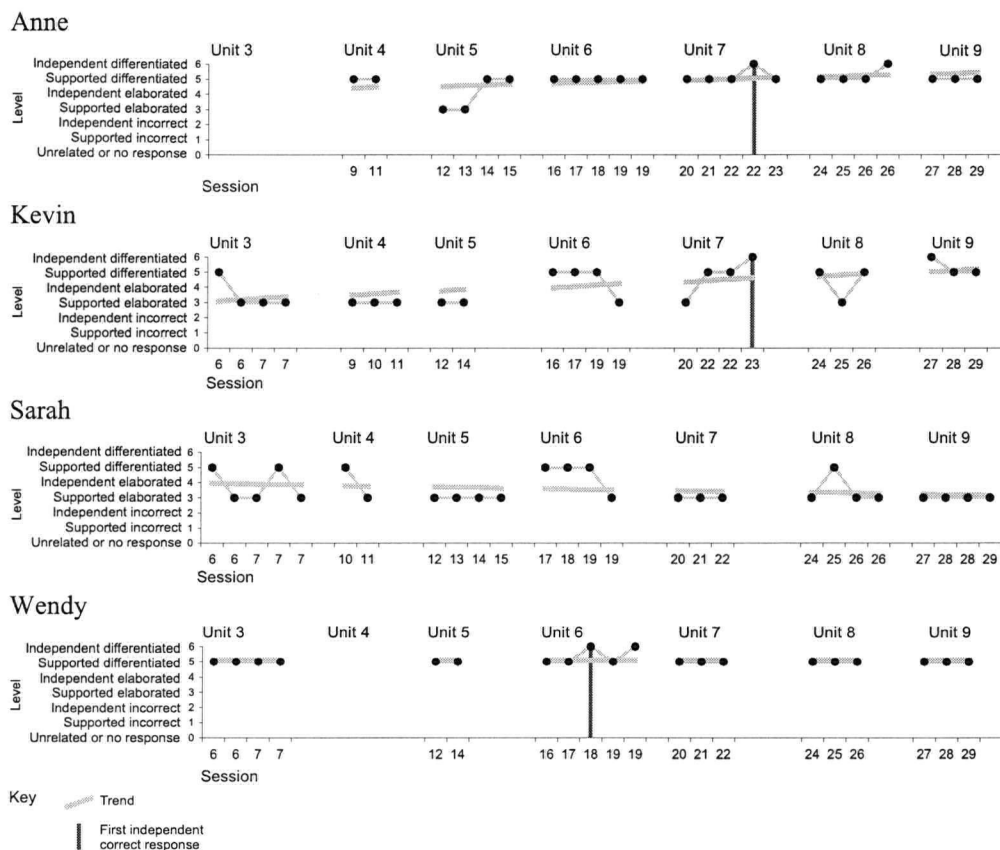 Anne
Unit 3 Unit 4 Unit 5 Unit 6 Unit 7 Unit 8 Unit 9
Level
Independent differentiated 6
Supported differentiated 5
Independent elaborated 4
Supported elaborated 3
Independent incorrect 2
Supported incorrect 1
Unrelated or no response 0
9 11 12 13 14 15 16 17 18 19 19 20 21 22 22 23 24 25 26 26 27 28 29
Session
Kevin
Unit 3 Unit 4 Unit 5 Unit 6 Unit 7 Unit 8 Unit 9
Level
Independent differentiated 6
Supported differentiated 5
Independent elaborated 4
Supported elaborated 3
Independent incorrect 2
Supported incorrect 1
Unrelated or no response 0
6 6 7 7 9 10 11 12 14 16 17 19 19 20 22 22 23 24 25 26 27 28 29
Session
Sarah
Unit 3 Unit 4 Unit 5 Unit 6 Unit 7 Unit 8 Unit 9
Level
Independent differentiated 6
Supported differentiated 5
Independent elaborated 4
Supported elaborated 3
Independent incorrect 2
Supported incorrect 1
Unrelated or no response 0
6 6 7 7 7 10 11 12 13 14 15 17 18 19 19 20 21 22 24 25 26 26 27 28 28 29
Session
Wendy
Unit 3 Unit 4 Unit 5 Unit 6 Unit 7 Unit 8 Unit 9
Level
Independent differentiated 6
Supported differentiated 5
Independent elaborated 4
Supported elaborated 3
Independent incorrect 2
Supported incorrect 1
Unrelated or no response 0
6 6 7 7 12 14 16 17 18 19 19 20 21 22 24 25 26 27 28 29
Session
Key
Trend
First independent
correct response